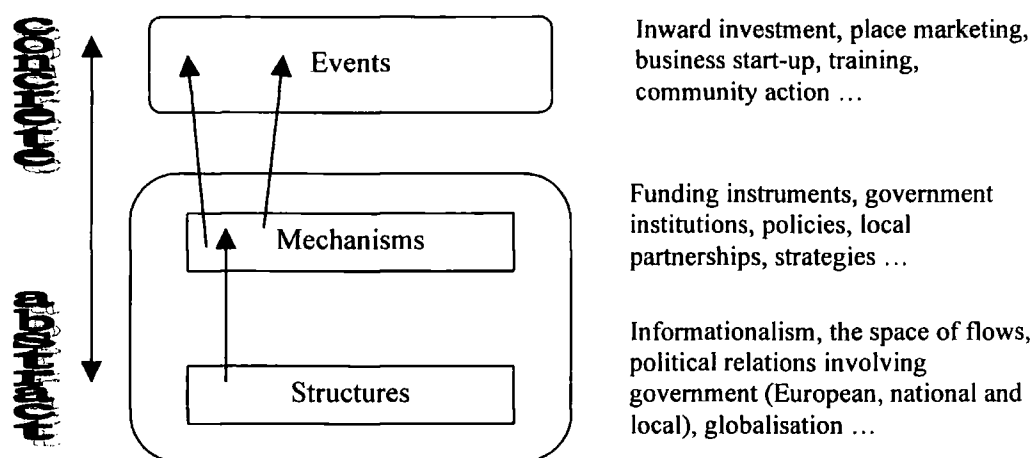 Events
Inward investment, place marketing,
business start-up, training,
community action ...
Mechanisms
Funding instruments, government
institutions, policies, local
partnerships, strategies ...
Structures
Informationalism, the space of flows,
political relations involving
government (European, national and
local), globalisation ...